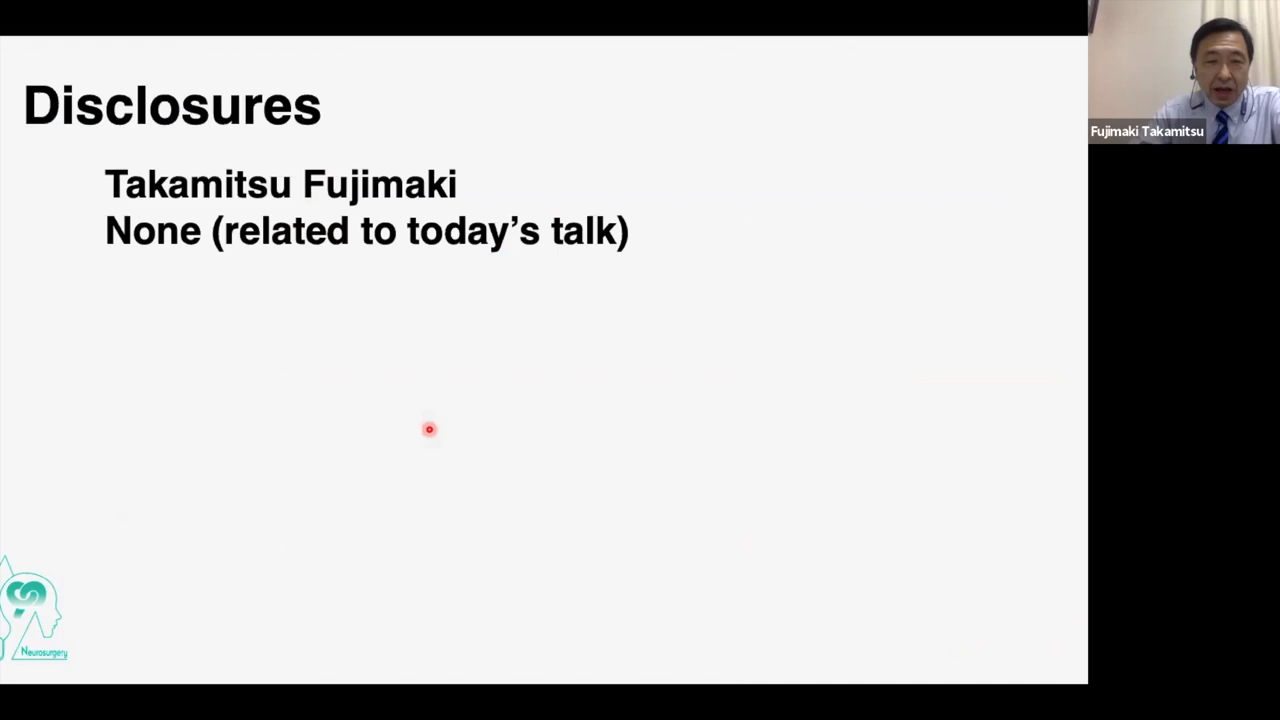 Disclosures
Takamitsu Fujimaki
None (related to today’s talk)
Fujimaki Takamitsu
Neurosurgery